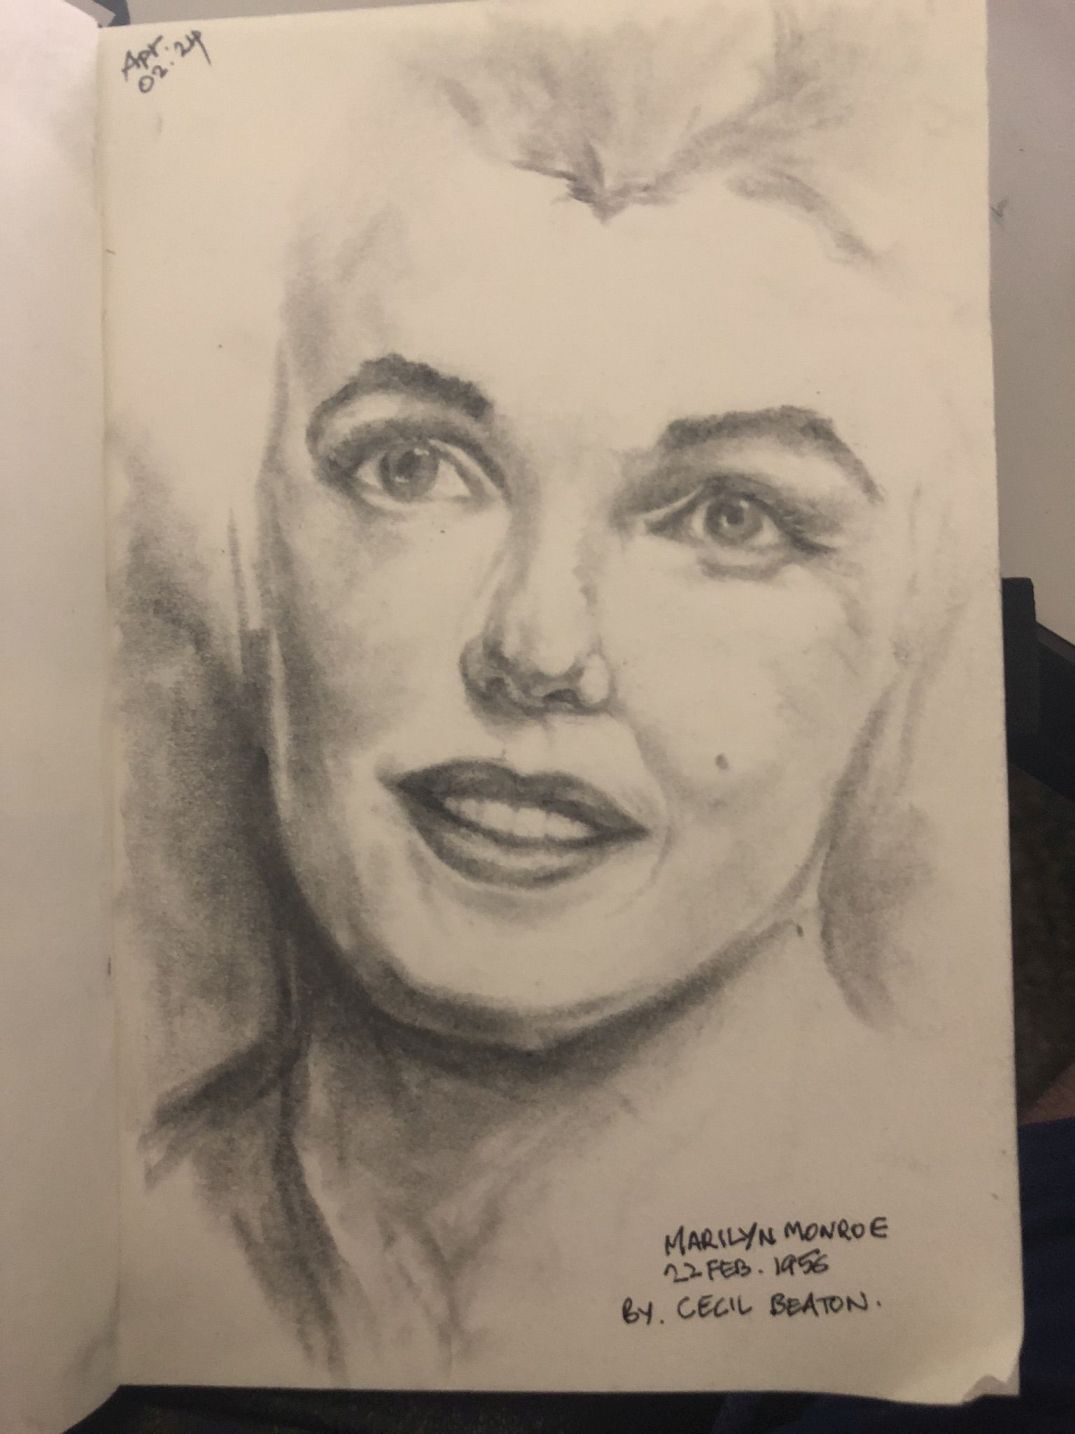 Apr.
02.24
MARILYN MONROE
22 FEB. 1956
BY. CECIL BEATON.